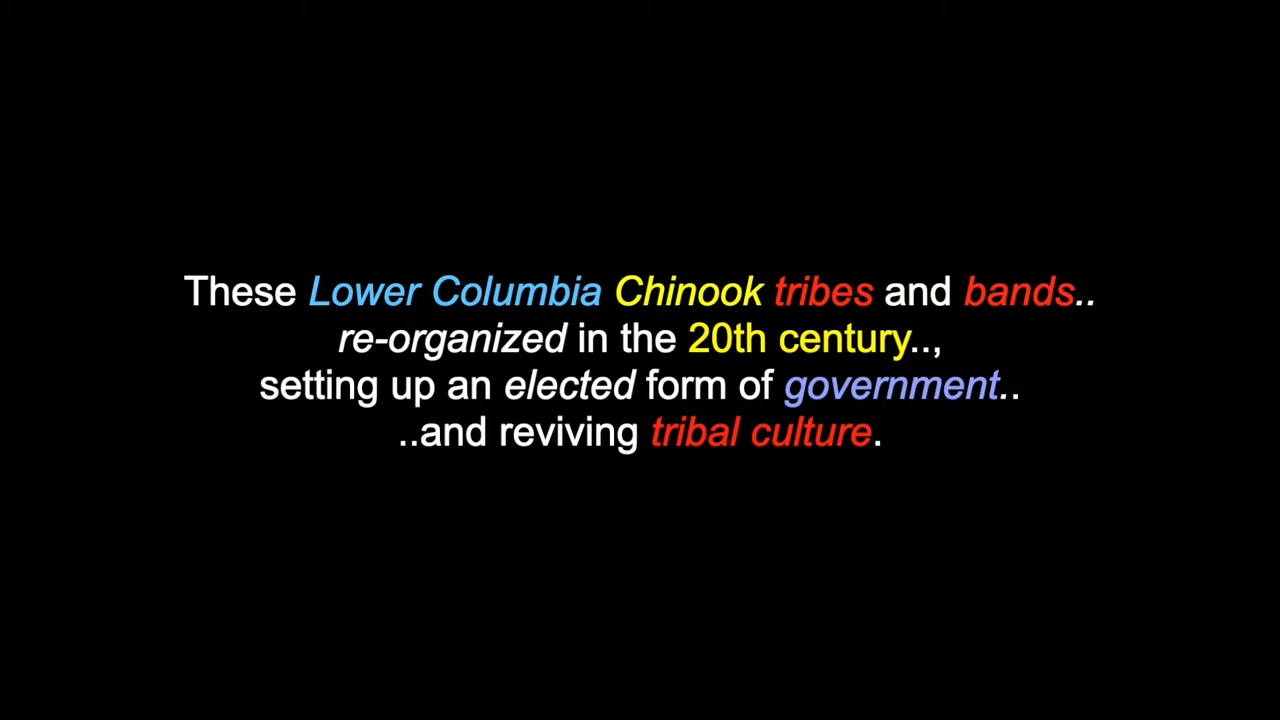 These Lower Columbia Chinook tribes and bands..
re-organized in the 20th century..,
setting up an elected form of government..
..and reviving tribal culture.